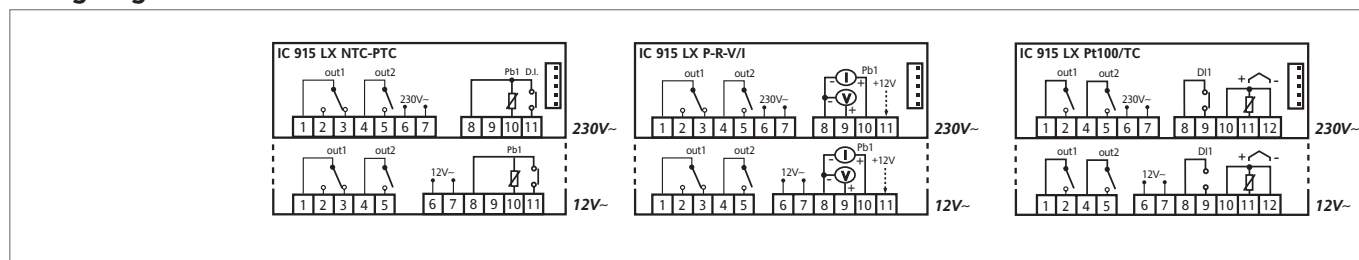 IC 915 LX NTC-PTC
out1 out2 Pb1 D.I.
230V~
1 2 3 4 5 6 7 8 9 10 11 230V~
out1 out2 Pb1
12V~
1 2 3 4 5 6 7 8 9 10 11 12V~
IC 915 LX P-R-V/I
out1 out2 I Pb1
- +
230V~ - V +12V
+
1 2 3 4 5 6 7 8 9 10 11 230V~
out1 out2 I Pb1
- +
12V~ - V +12V
+
1 2 3 4 5 6 7 8 9 10 11 12V~
IC 915 LX Pt100/TC
out1 out2 DI1 + -
230V~
1 2 4 5 6 7 8 9 10 11 12 230V~
out1 out2 DI1 + -
12V~
1 2 4 5 6 7 8 9 10 11 12 12V~